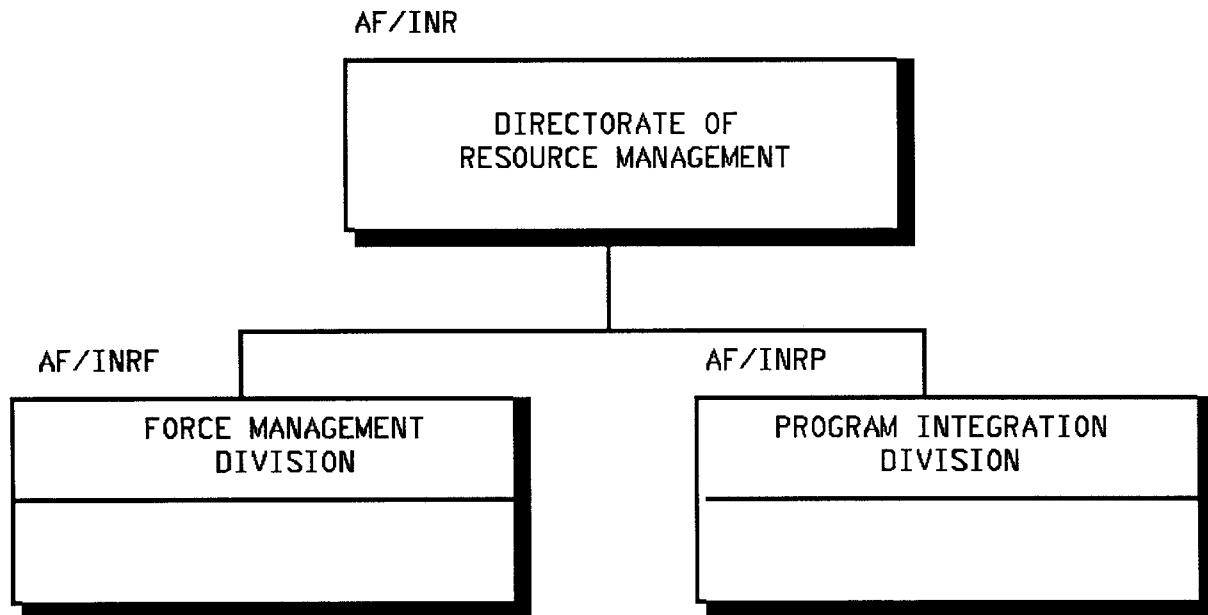 AF/INR
DIRECTORATE OF
RESOURCE MANAGEMENT
AF/INRF
FORCE MANAGEMENT
DIVISION
AF/INRP
PROGRAM INTEGRATION
DIVISION